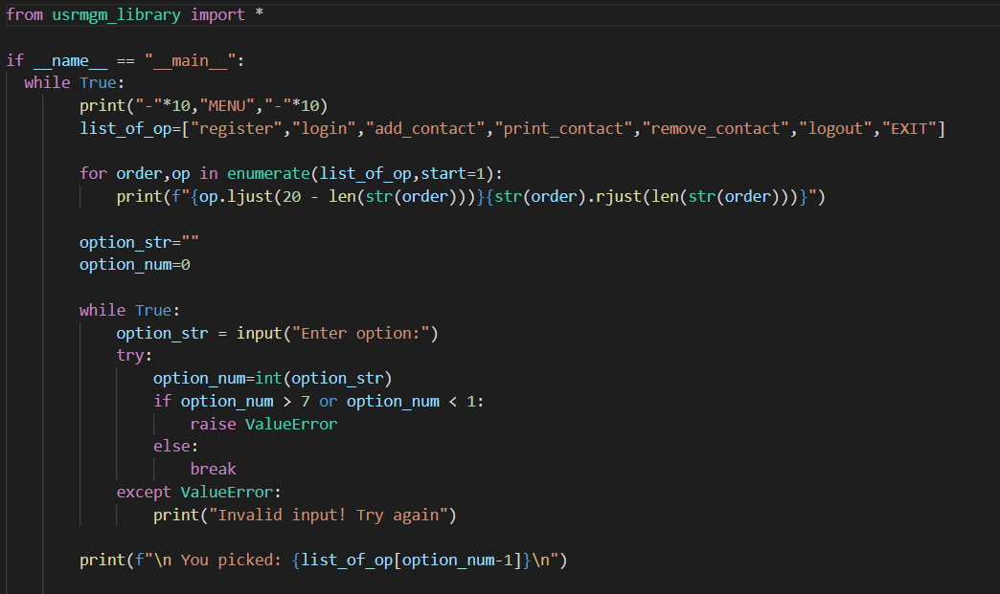 from usrmgm_library import *
if __name__ == "__main__":
while True:
print("-"*10,"MENU","-"*10)
list_of_op=["register","login","add_contact","print_contact","remove_contact","logout","EXIT"]
for order,op in enumerate(list_of_op,start=1):
print(f"{op.ljust(20 - len(str(order)))}{str(order).rjust(len(str(order)))}")
option_str=""
option_num=0
while True:
option_str = input("Enter option:")
try:
option_num=int(option_str)
if option_num > 7 or option_num < 1:
raise ValueError
else:
break
except ValueError:
print("Invalid input! Try again")
print(f"\n You picked: {list_of_op[option_num-1]}\n")